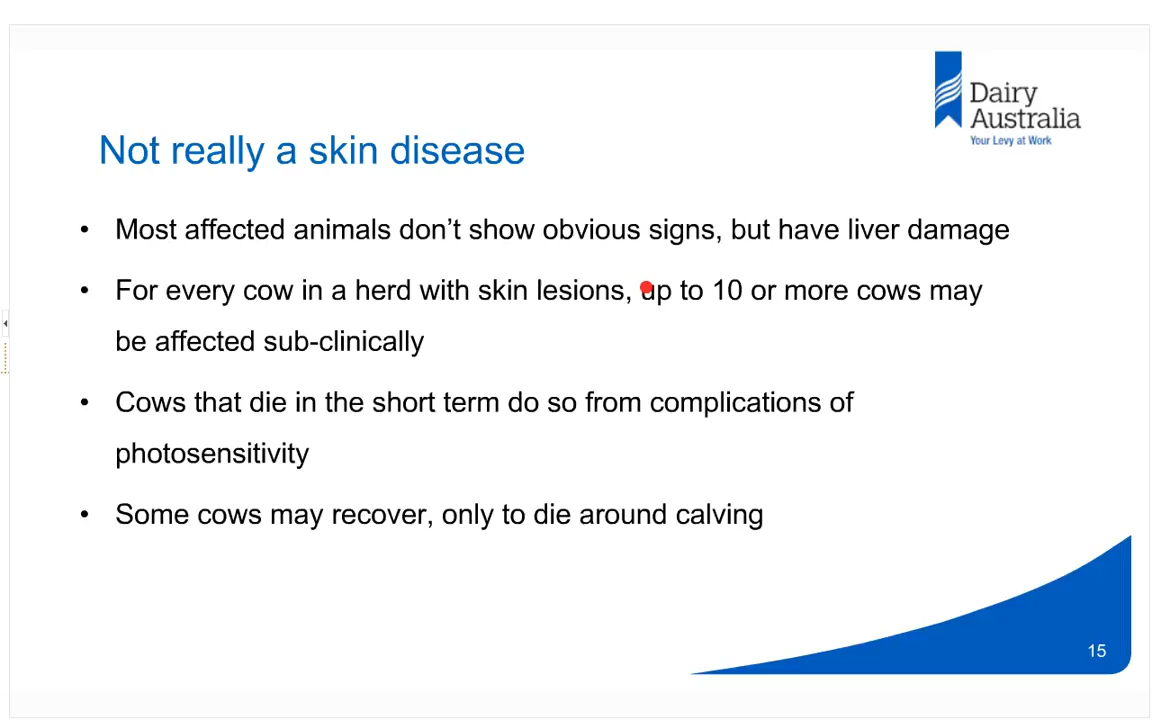 Dairy
Australia
Your Levy at Work
Not really a skin disease
• Most affected animals don’t show obvious signs, but have liver damage
• For every cow in a herd with skin lesions, up to 10 or more cows may
be affected sub-clinically
• Cows that die in the short term do so from complications of
photosensitivity
• Some cows may recover, only to die around calving
15